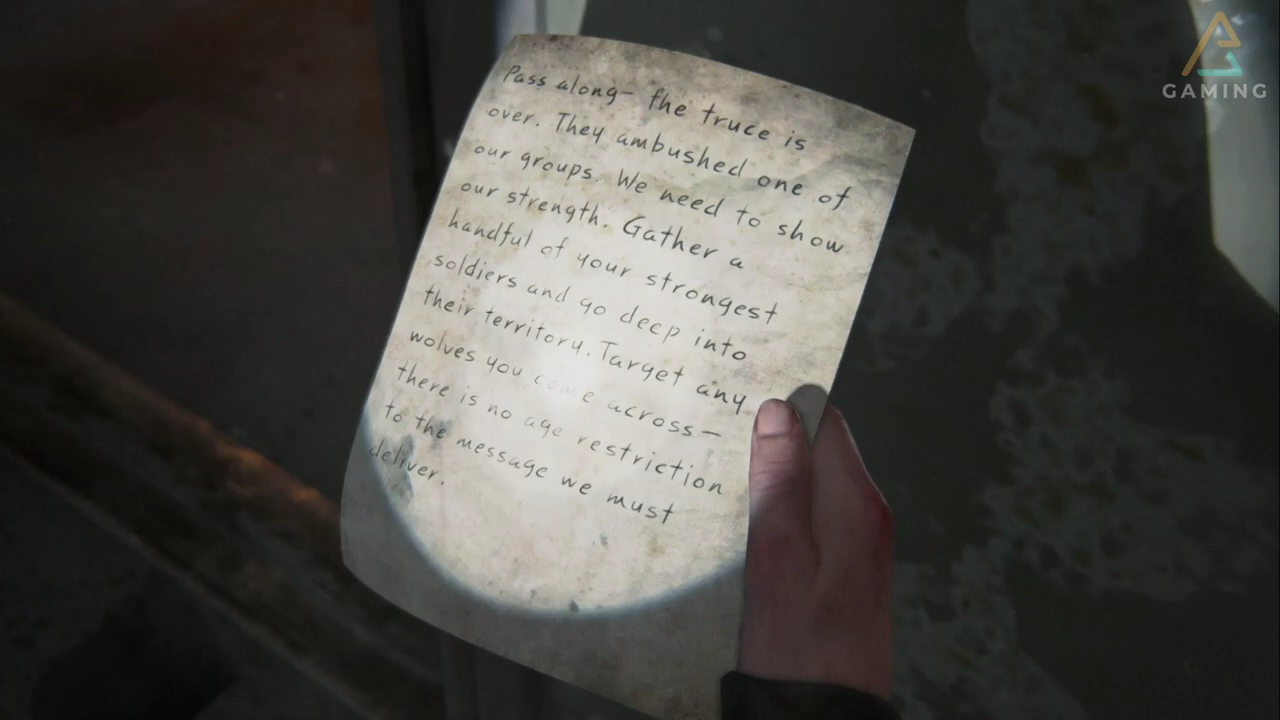 Pass along- the truce is
over. They ambushed one of
our groups. We need to show
our strength. Gather a
handful of your strongest
soldiers and go deep into
their territory. Target any
wolves you come across-
there is no age restriction
to the message we must
deliver.
GAMING